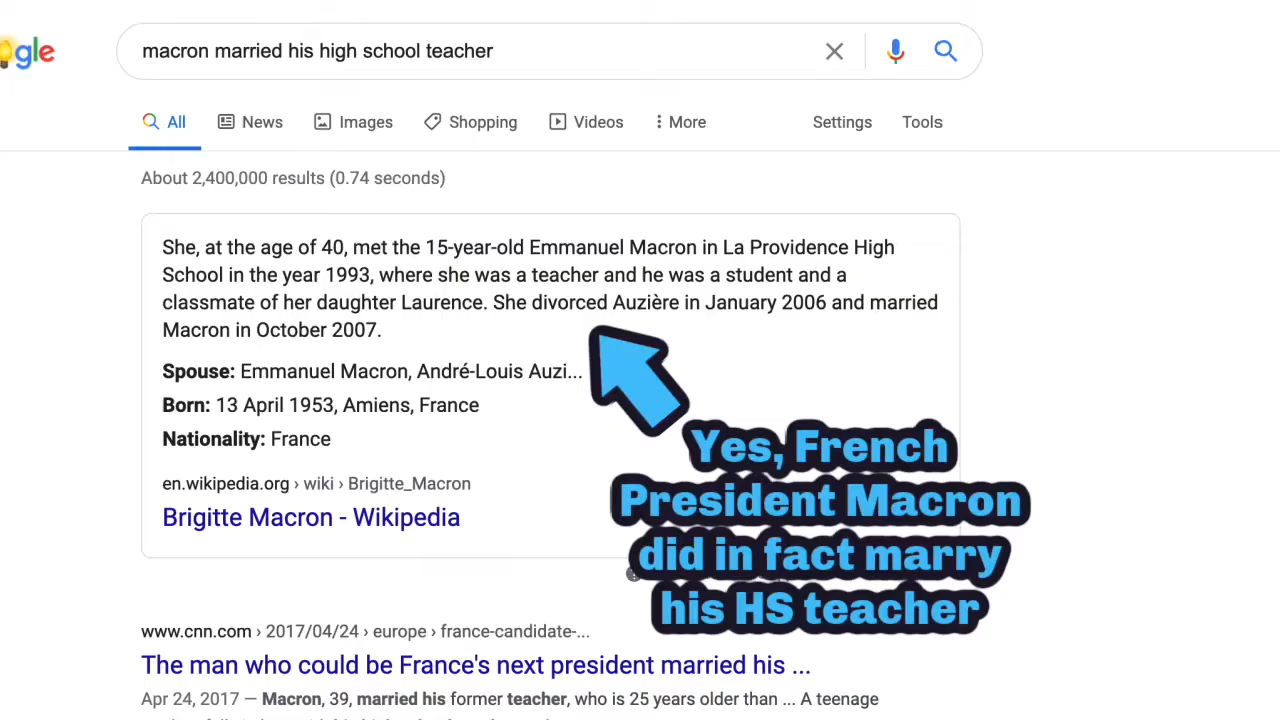 ogle
macron married his high school teacher
All News Images Shopping Videos More Settings Tools
About 2,400,000 results (0.74 seconds)
She, at the age of 40, met the 15-year-old Emmanuel Macron in La Providence High
School in the year 1993, where she was a teacher and he was a student and a
classmate of her daughter Laurence. She divorced Auzière in January 2006 and married
Macron in October 2007.
Spouse: Emmanuel Macron, André-Louis Auzi...
Born: 13 April 1953, Amiens, France
Nationality: France
en.wikipedia.org › wiki › Brigitte_Macron
Brigitte Macron - Wikipedia
Yes, French
President Macron
did in fact marry
his HS teacher
www.cnn.com › 2017/04/24 › europe › france-candidate-...
The man who could be France's next president married his ...
Apr 24, 2017 — Macron, 39, married his former teacher, who is 25 years older than ... A teenage